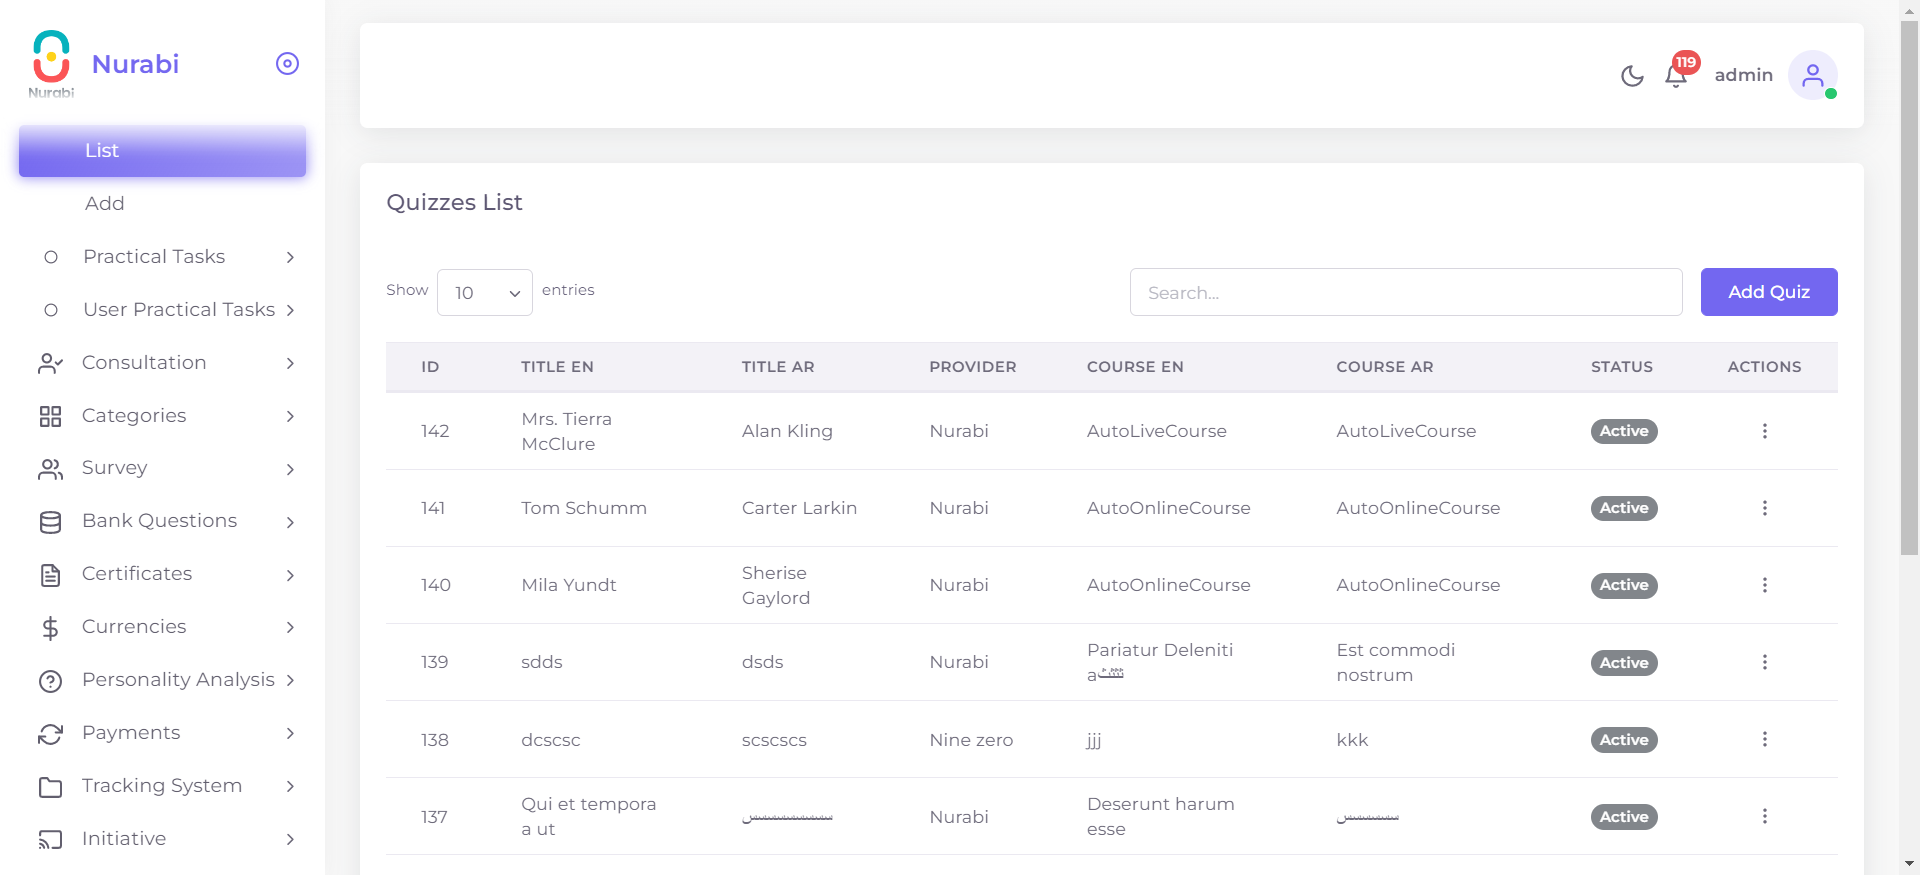 Nurabi
Nurabi
List
Add
Practical Tasks
User Practical Tasks
Consultation
Categories
Survey
Bank Questions
Certificates
Currencies
Personality Analysis
Payments
Tracking System
Initiative
119
admin
Quizzes List
Show 10 entries
Search...
Add Quiz
ID TITLE EN TITLE AR PROVIDER COURSE EN COURSE AR STATUS ACTIONS
142 Mrs. Tierra McClure Alan Kling Nurabi AutoLiveCourse AutoLiveCourse Active
141 Tom Schumm Carter Larkin Nurabi AutoOnlineCourse AutoOnlineCourse Active
140 Mila Yundt Sherise Gaylord Nurabi AutoOnlineCourse AutoOnlineCourse Active
139 sdds dsds Nurabi Pariatur Deleniti Est commodi nostrum Active
138 dcscsc scscscs Nine zero jjj kkk Active
137 Qui et tempora a ut Nurabi Deserunt harum esse Active